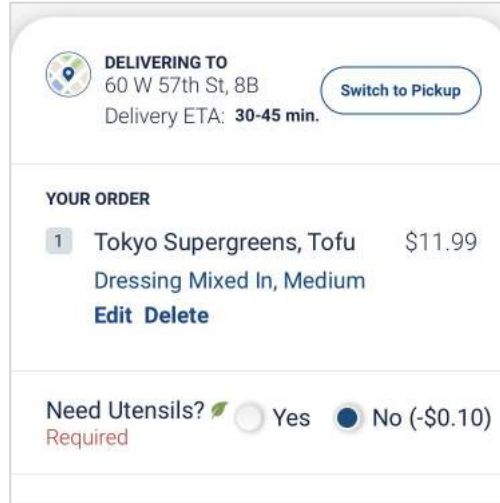 DELIVERING TO
60 W 57th St, 8B
Delivery ETA: 30-45 min.
Switch to Pickup
YOUR ORDER
1 Tokyo Supergreens, Tofu $11.99
Dressing Mixed In, Medium
Edit Delete
Need Utensils? Yes No (-$0.10)
Required